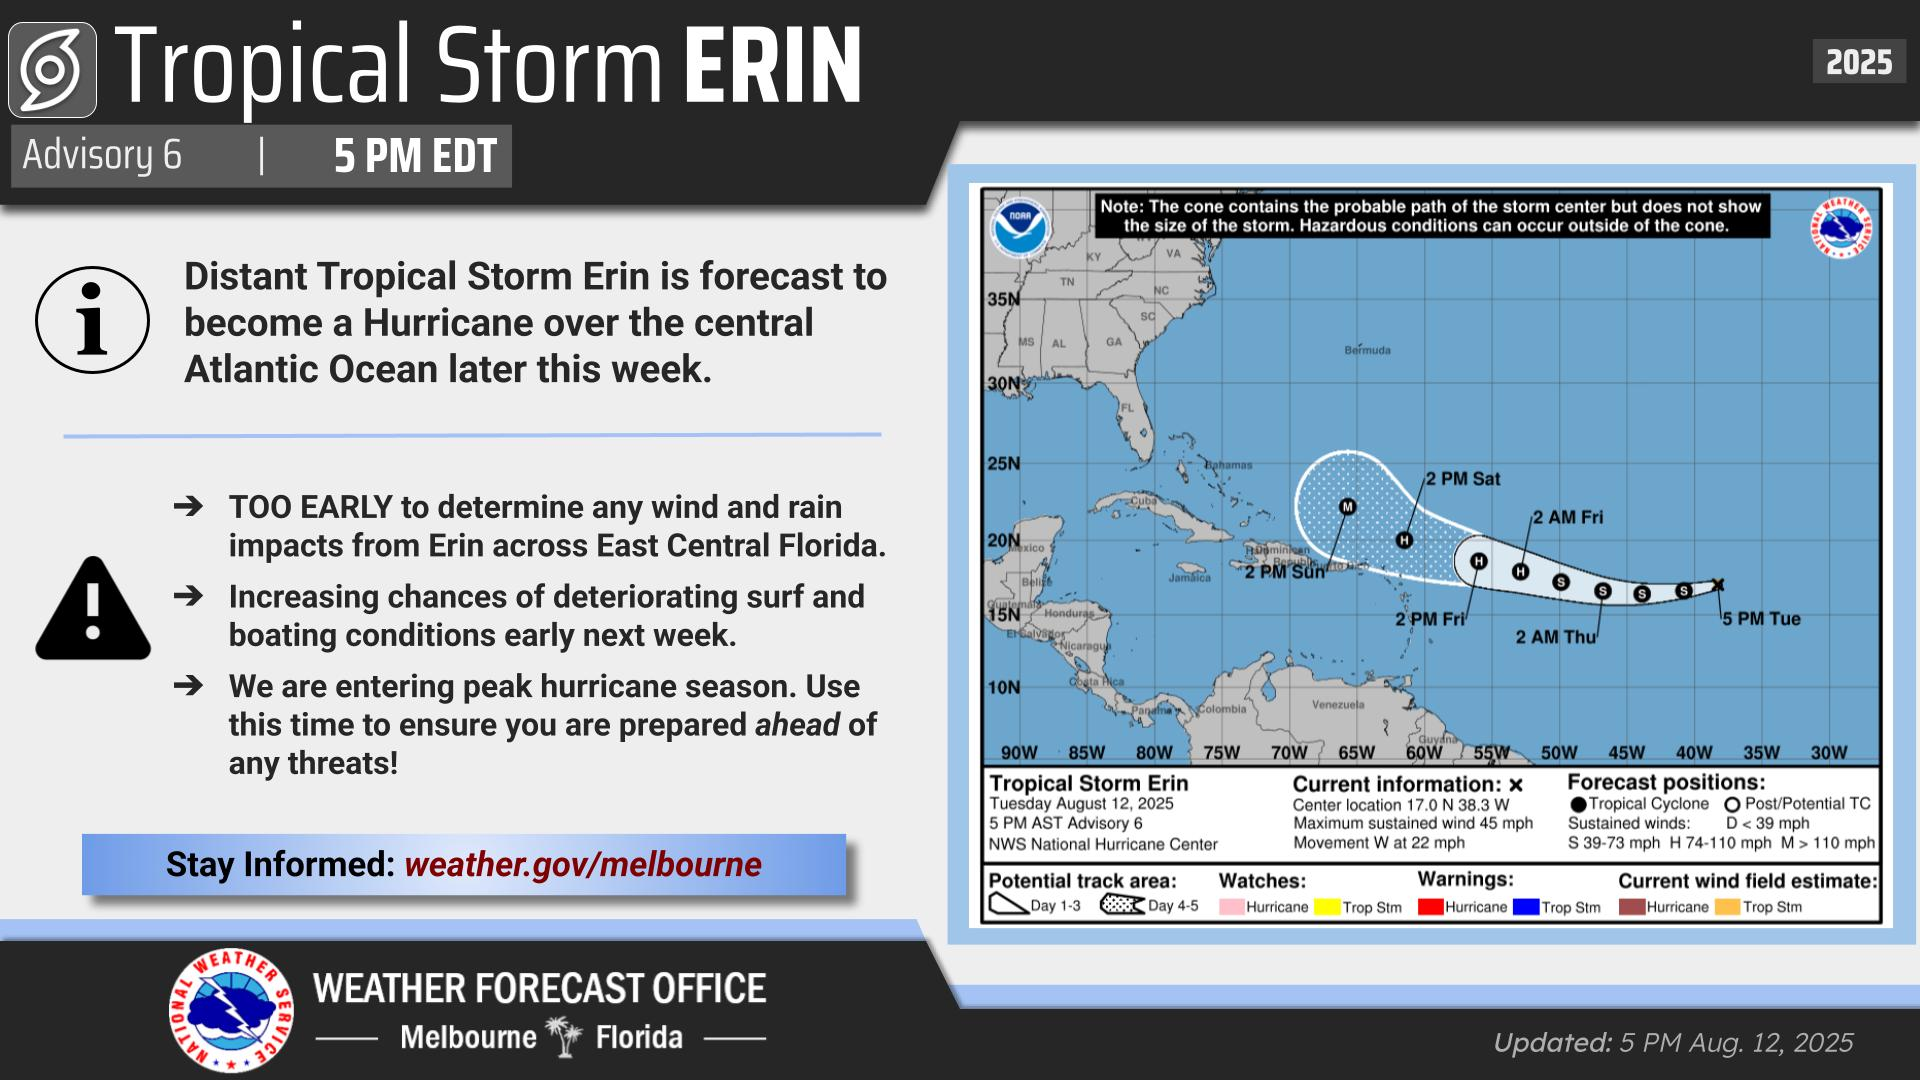 Tropical Storm ERIN
2025
Advisory 6 | 5 PM EDT
Distant Tropical Storm Erin is forecast to
become a Hurricane over the central
Atlantic Ocean later this week.
➔ TOO EARLY to determine any wind and rain
impacts from Erin across East Central Florida.
➔ Increasing chances of deteriorating surf and
boating conditions early next week.
➔ We are entering peak hurricane season. Use
this time to ensure you are prepared ahead of
any threats!
Stay Informed: weather.gov/melbourne
NATIONAL WEATHER SERVICE
WEATHER FORECAST OFFICE
Melbourne Florida
Note: The cone contains the probable path of the storm center but does not show
the size of the storm. Hazardous conditions can occur outside of the cone.
NOAA
NATIONAL WEATHER SERVICE
KY
VA
TN
NC
35N
SC
MS
AL
GA
Bermuda
30N
FL
25N
Bahamas
2 PM Sat
Cuba
M
2 AM Fri
20N
H
Mexico
Dominican
Republic
H
2 PM Sun
H
Jamaica
S
Belize
S
S
S
5 PM Tue
Guatemala
15N
Honduras
2 PM Fri
2 AM Thu
El Salvador
Nicaragua
Costa Rica
10N
Panama
Colombia
Venezuela
Guyana
90W 85W 80W 75W 70W 65W 60W 55W 50W 45W 40W 35W 30W
Tropical Storm Erin
Tuesday August 12, 2025
5 PM AST Advisory 6
NWS National Hurricane Center
Current information: x
Center location 17.0 N 38.3 W
Maximum sustained wind 45 mph
Movement W at 22 mph
Forecast positions:
Tropical Cyclone Post/Potential TC
Sustained winds: D < 39 mph
S 39-73 mph H 74-110 mph M > 110 mph
Potential track area:
Day 1-3 Day 4-5
Watches:
Hurricane Trop Stm
Warnings:
Hurricane Trop Stm
Current wind field estimate:
Hurricane Trop Stm
Updated: 5 PM Aug. 12, 2025